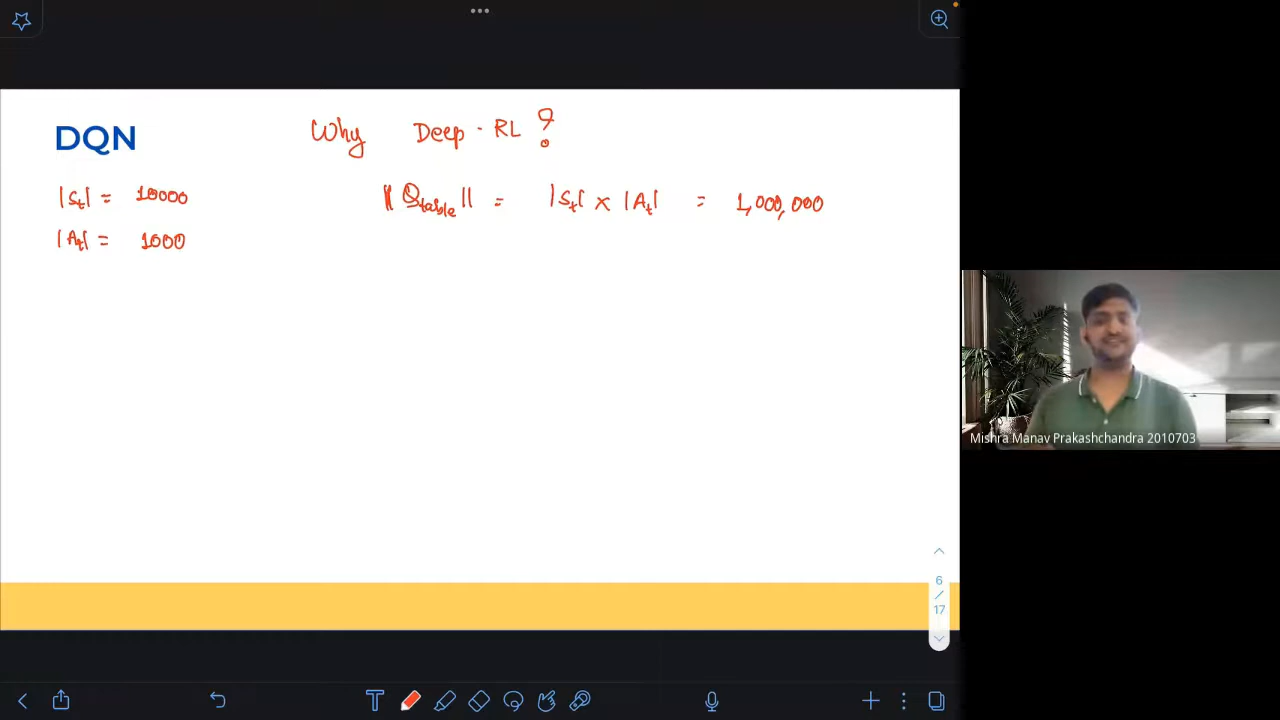 DQN
Why Deep-RL ?
|St| = 10000
|At| = 1000
||Qtable|| = |St| x |At| = 1,000,000
Mishra Manav Prakashchandra 2010703
6
/
17
T